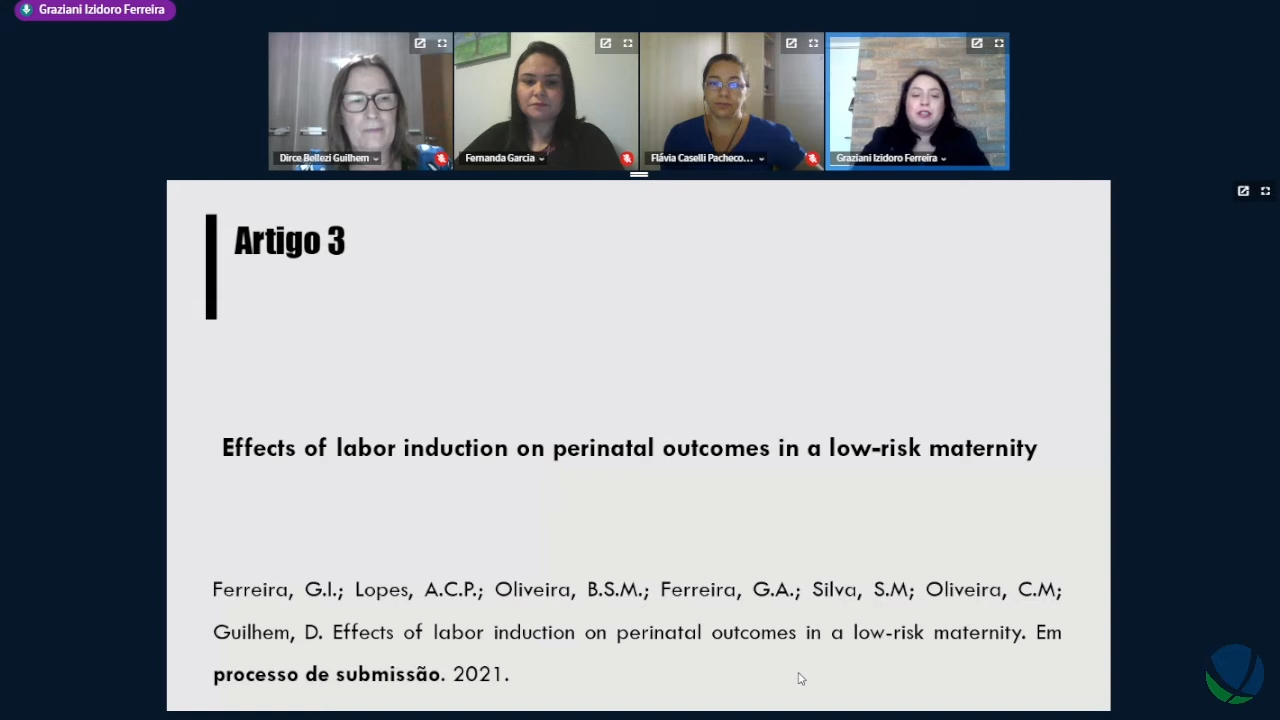 Graziani Izidoro Ferreira
Dirce Bellezi Guilhem
Fernanda Garcia
Flávia Caselli Pacheco...
Graziani Izidoro Ferreira
Artigo 3
Effects of labor induction on perinatal outcomes in a low-risk maternity
Ferreira, G.I.; Lopes, A.C.P.; Oliveira, B.S.M.; Ferreira, G.A.; Silva, S.M; Oliveira, C.M;
Guilhem, D. Effects of labor induction on perinatal outcomes in a low-risk maternity. Em
processo de submissão. 2021.